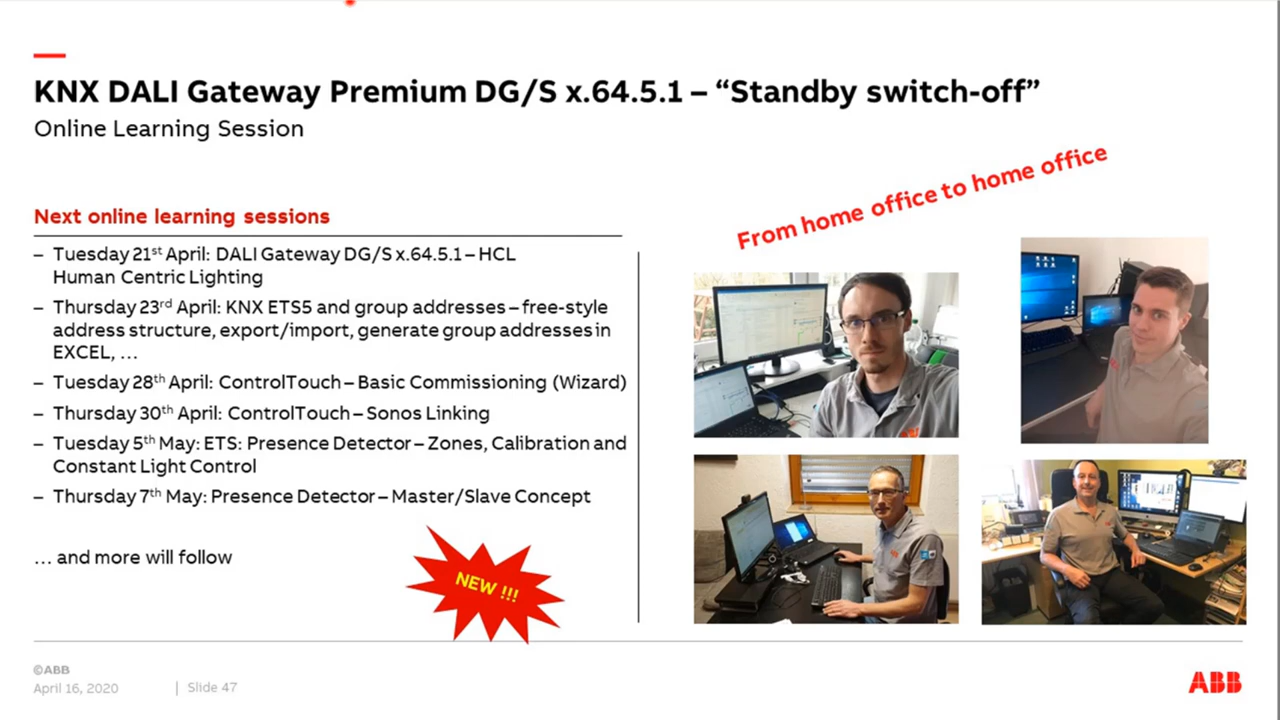 KNX DALI Gateway Premium DG/S x.64.5.1 – “Standby switch-off”
Online Learning Session
From home office to home office
Next online learning sessions
– Tuesday 21st April: DALI Gateway DG/S x.64.5.1 – HCL
Human Centric Lighting
– Thursday 23rd April: KNX ETS5 and group addresses – free-style
address structure, export/import, generate group addresses in
EXCEL, …
– Tuesday 28th April: ControlTouch – Basic Commissioning (Wizard)
– Thursday 30th April: ControlTouch – Sonos Linking
– Tuesday 5th May: ETS: Presence Detector – Zones, Calibration and
Constant Light Control
– Thursday 7th May: Presence Detector – Master/Slave Concept
… and more will follow
NEW !!!
©ABB
April 16, 2020 | Slide 47
ABB